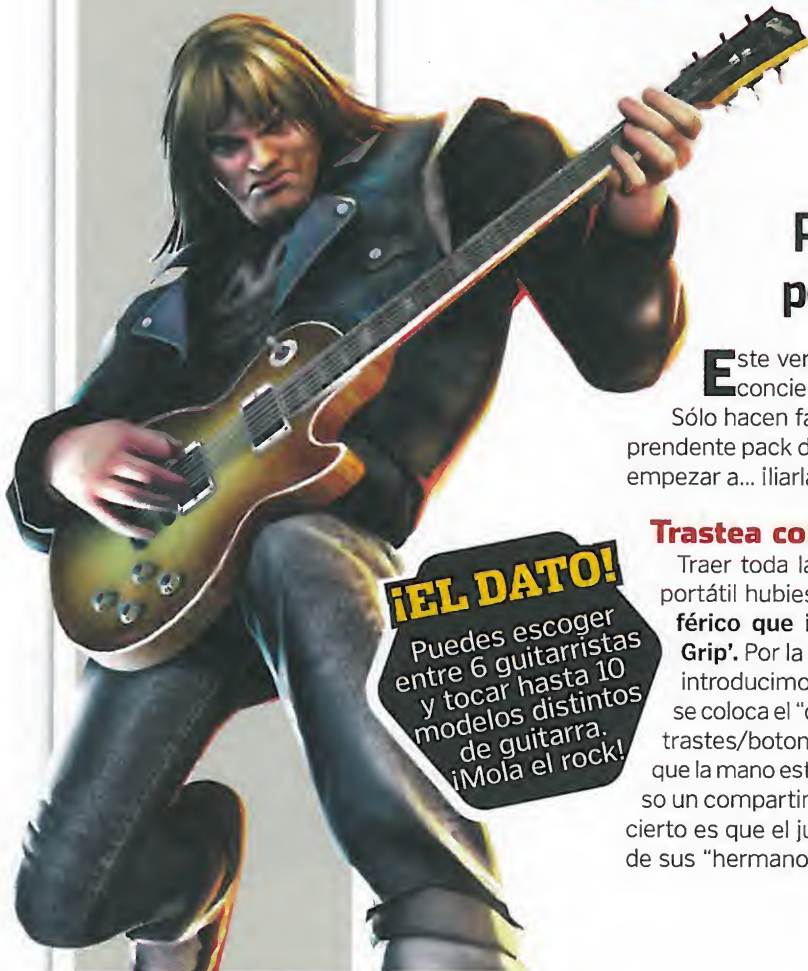 Este ver
concie
Sólo hacen fa
prendente pack d
empezar a... iliarla
Trastea co
Traer toda la
portátil hubies
férico que i
Grip'. Por la
introducimo
se coloca el "
trastes/boton
que la mano est
so un compartir
cierto es que el ju
de sus "hermano
¡EL DATO!
Puedes escoger
entre 6 guitarristas
y tocar hasta 10
modelos distintos
de guitarra.
¡Mola el rock!